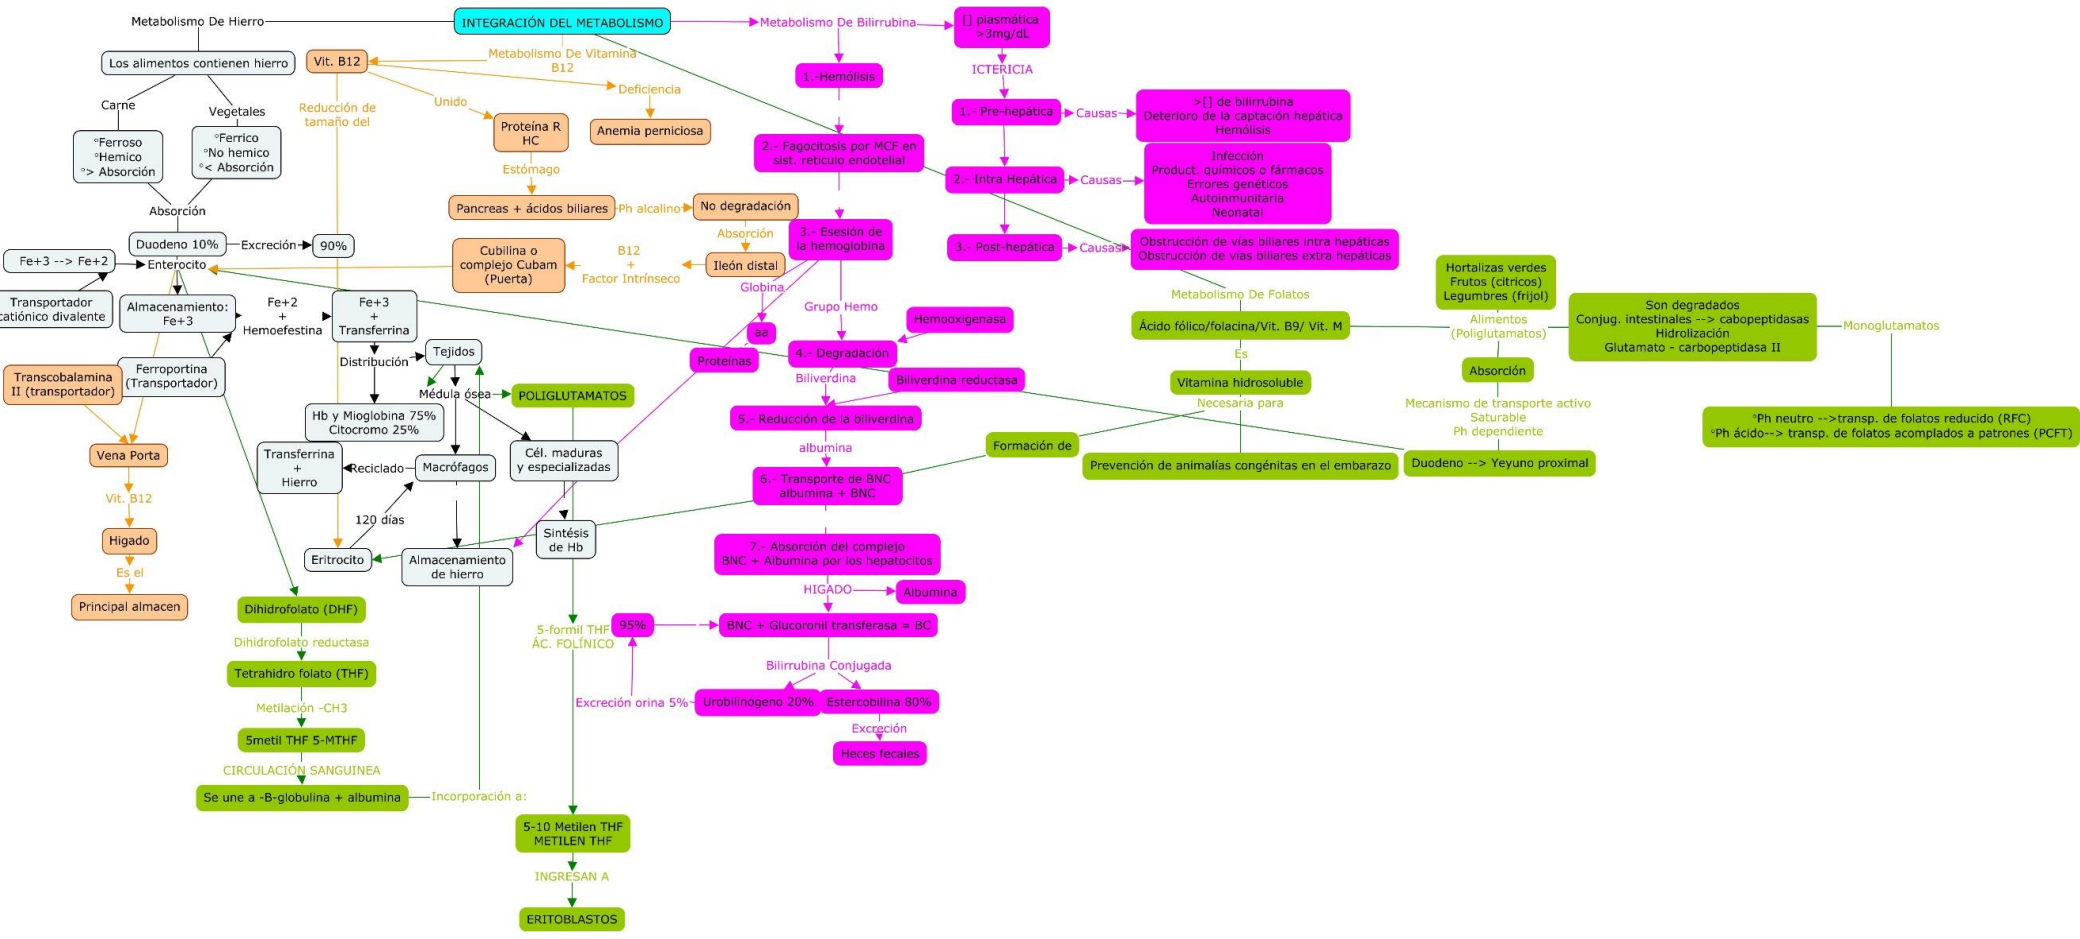 Metabolismo De Hierro
INTEGRACIÓN DEL METABOLISMO
Metabolismo De Bilirrubina
[] plasmática
>3mg/dL
Los alimentos contienen hierro
Vit. B12
Metabolismo De Vitamina
B12
1.-Hemólisis
ICTERICIA
Carne
Vegetales
Reducción de
tamaño del
Unido
Deficiencia
°Ferroso
°Hemico
°> Absorción
°Ferrico
°No hemico
°< Absorción
Proteína R
HC
Anemia perniciosa
1.- Pre-hepática
Causas
>[] de bilirrubina
Deterioro de la captación hepática
Hemólisis
2.- Fagocitosis por MCF en
sist. reticulo endotelial
Estómago
2.- Intra Hepática
Causas
Infección
Product. químicos o fármacos
Errores genéticos
Autoinmunitaria
Neonatal
Absorción
Pancreas + ácidos biliares
Ph alcalino
No degradación
Duodeno 10%
Excreción
90%
Absorción
3.- Esesión de
la hemoglobina
3.- Post-hepática
Causas
Obstrucción de vías biliares intra hepáticas
Obstrucción de vías biliares extra hepáticas
Fe+3 --> Fe+2
Enterocito
Cubilina o
complejo Cubam
(Puerta)
B12
+
Factor Intrínseco
Ileón distal
Globina
Transportador
catiónico divalente
Almacenamiento:
Fe+3
Fe+2
+
Hemoefestina
Fe+3
+
Transferrina
Grupo Hemo
Hemooxigenasa
aa
Metabolismo De Folatos
Hortalizas verdes
Frutos (citricos)
Legumbres (frijol)
Ácido fólico/folacina/Vit. B9/ Vit. M
Alimentos
(Poliglutamatos)
Son degradados
Conjug. intestinales --> cabopeptidasas
Hidrolización
Glutamato - carbopeptidasa II
Monoglutamatos
Distribución
Tejidos
Proteínas
4.- Degradación
Es
Absorción
Transcobalamina
II (transportador)
Ferroportina
(Transportador)
Médula ósea
POLIGLUTAMATOS
Biliverdina
Biliverdina reductasa
Vitamina hidrosoluble
Necesaria para
Mecanismo de transporte activo
Saturable
Ph dependiente
Hb y Mioglobina 75%
Citocromo 25%
5.- Reducción de la biliverdina
°Ph neutro -->transp. de folatos reducido (RFC)
°Ph ácido--> transp. de folatos acomplados a patrones (PCFT)
Vena Porta
Transferrina
+
Hierro
Reciclado
Macrófagos
Cél. maduras
y especializadas
albumina
Formación de
Prevención de animalías congénitas en el embarazo
Duodeno --> Yeyuno proximal
Vit. B12
6.- Transporte de BNC
albumina + BNC
120 días
Higado
Sintésis
de Hb
Eritrocito
Almacenamiento
de hierro
7.- Absorción del complejo
BNC + Albumina por los hepatocitos
Es el
HIGADO
Albumina
Principal almacen
Dihidrofolato (DHF)
5-formil THF
ÁC. FOLÍNICO
95%
BNC + Glucoronil transferasa = BC
Dihidrofolato reductasa
Tetrahidro folato (THF)
Bilirrubina Conjugada
Metilación -CH3
Excreción orina 5%
Urobilinógeno 20%
Estercobilina 80%
5metil THF 5-MTHF
Excreción
Heces fecales
CIRCULACIÓN SANGUINEA
Se une a -B-globulina + albumina
Incorporación a:
5-10 Metilen THF
METILEN THF
INGRESAN A
ERITOBLASTOS